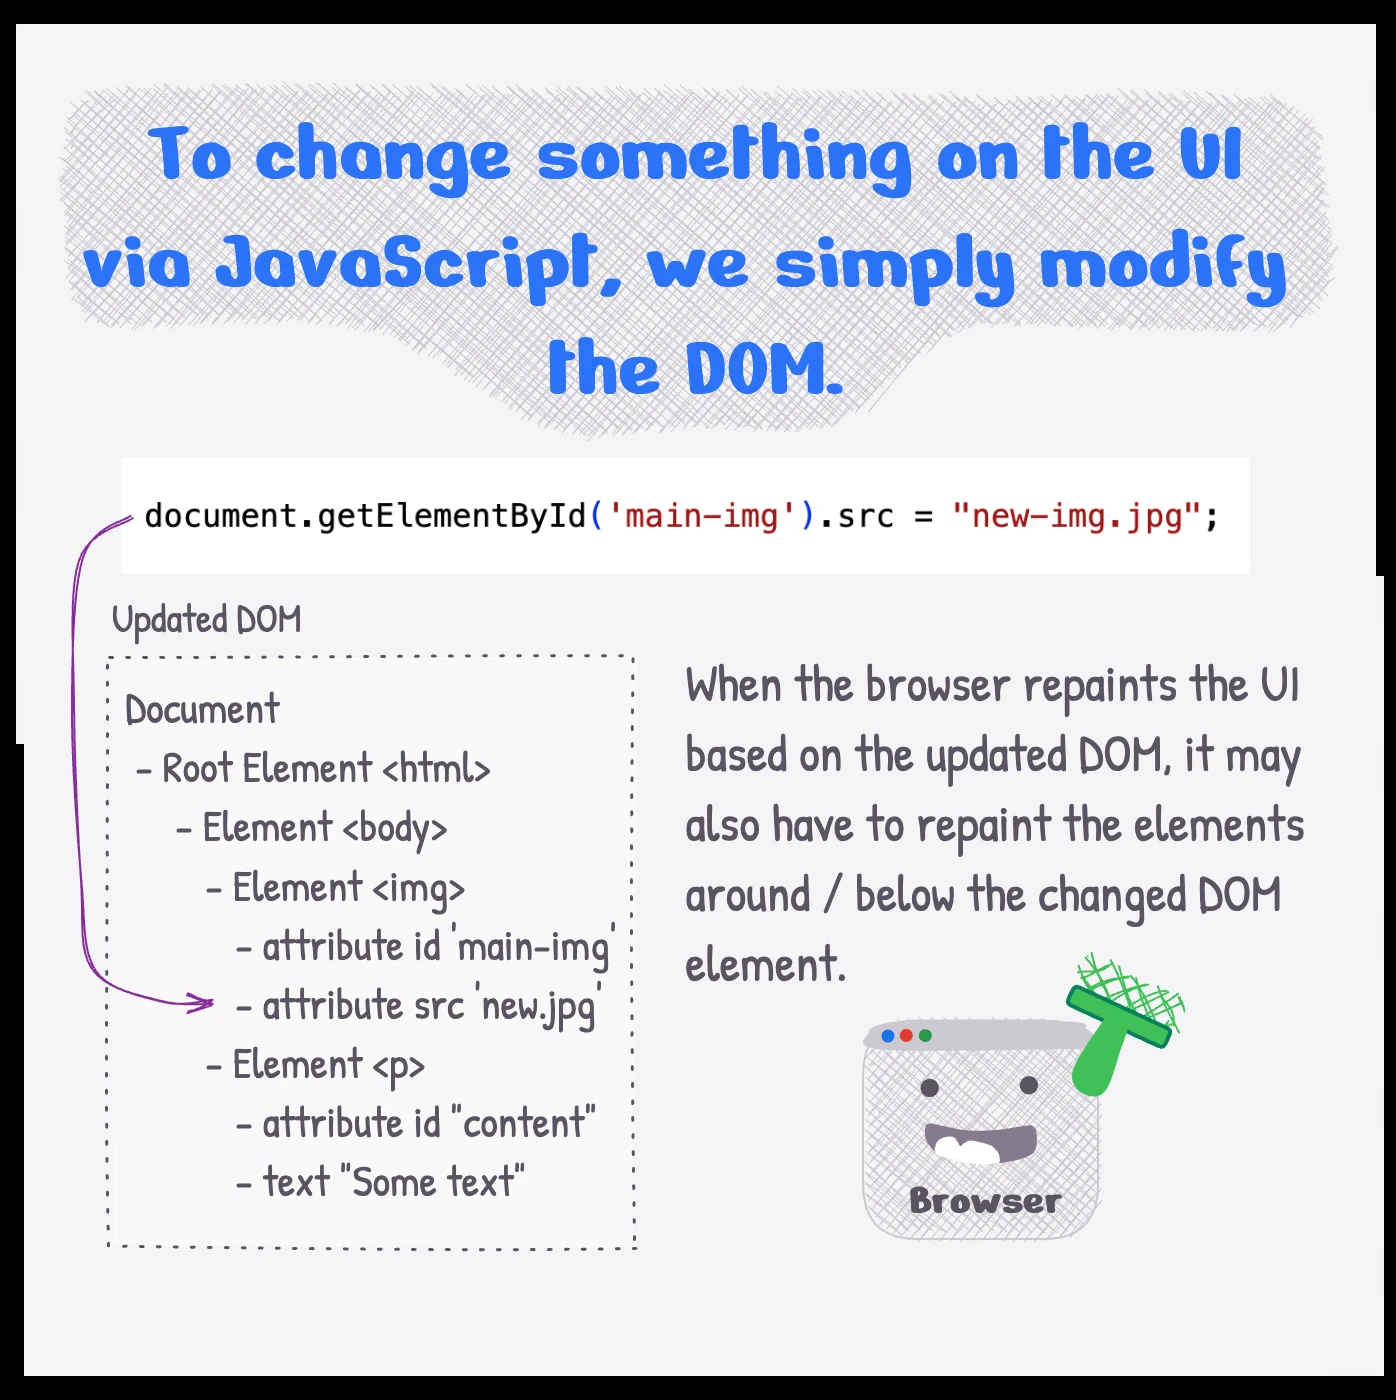 To change something on the UI
via JavaScript, we simply modify
the DOM.
document.getElementById('main-img').src = "new-img.jpg";
Updated DOM
Document
- Root Element <html>
- Element <body>
- Element <img>
- attribute id 'main-img'
- attribute src 'new.jpg'
- Element <p>
- attribute id "content"
- text "Some text"
When the browser repaints the UI
based on the updated DOM, it may
also have to repaint the elements
around / below the changed DOM
element.
Browser